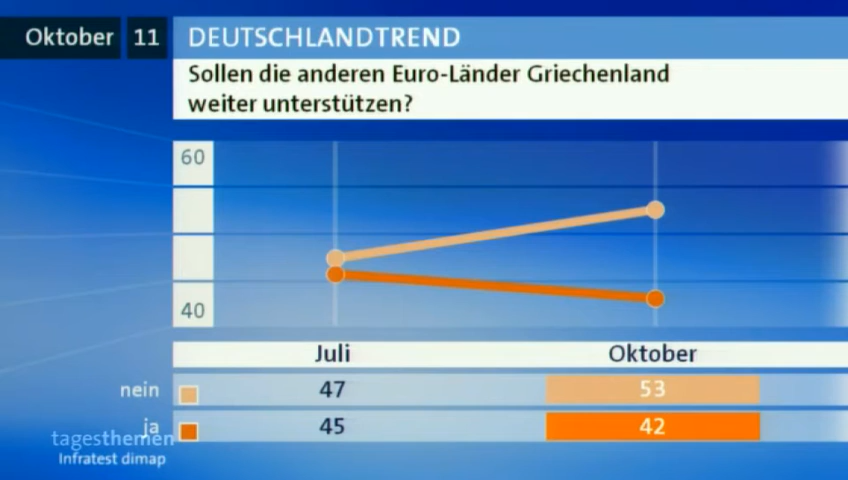 Oktober 11 DEUTSCHLANDTREND
Sollen die anderen Euro-Länder Griechenland
weiter unterstützen?
60
40
Juli Oktober
nein 47 53
ja 45 42
tagesthemen
Infratest dimap